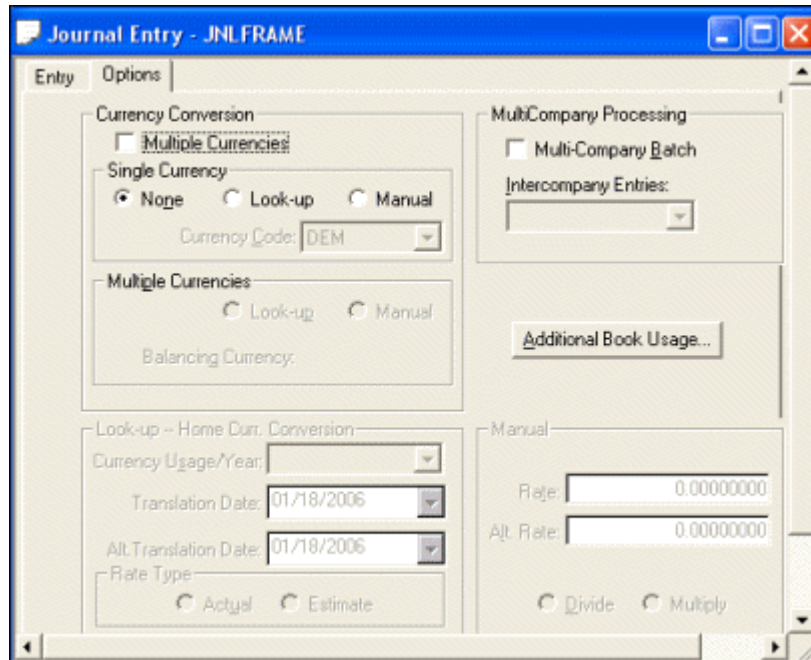 Journal Entry - JNLFRAME
Entry
Options
Currency Conversion
Multiple Currencies
Single Currency
None
Look-up
Manual
Currency Code: DEM
Multiple Currencies
Look-up
Manual
Balancing Currency:
MultiCompany Processing
Multi-Company Batch
Intercompany Entries:
Additional Book Usage...
Look-up -- Home Curr. Conversion
Currency Usage/Year:
Translation Date: 01/18/2006
Alt.Translation Date: 01/18/2006
Rate Type
Actual
Estimate
Manual
Rate: 0.00000000
Alt. Rate: 0.00000000
Divide
Multiply